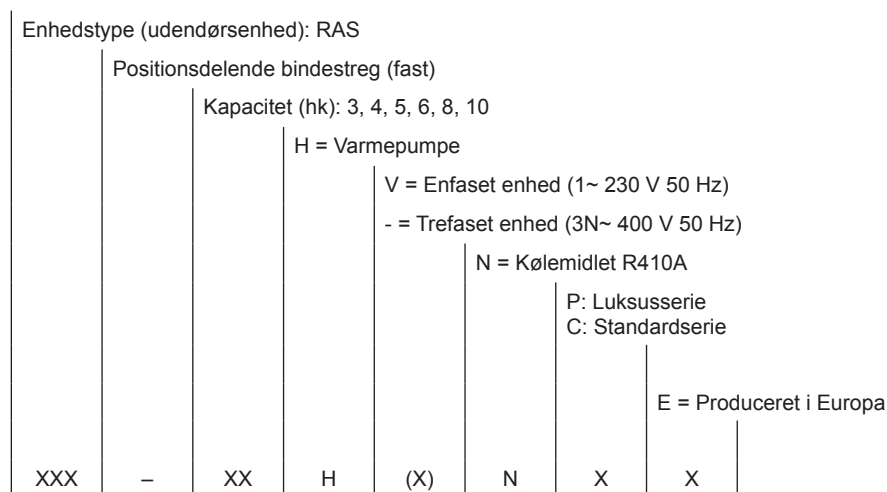 Enhedstype (udendørsenhed): RAS
Positionsdelende bindestreg (fast)
Kapacitet (hk): 3, 4, 5, 6, 8, 10
H = Varmepumpe
V = Enfaset enhed (1~ 230 V 50 Hz)
- = Trefaset enhed (3N~ 400 V 50 Hz)
N = Kølemidlet R410A
P: Luksusserie
C: Standardserie
E = Produceret i Europa
XXX – XX H (X) N X X